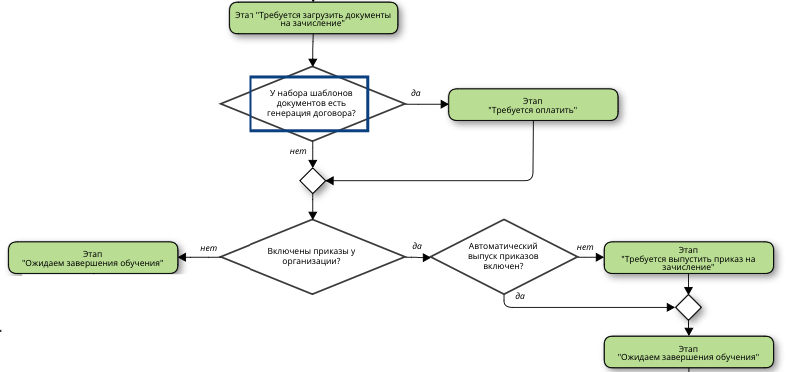 Этап "Требуется загрузить документы
на зачисление"
У набора шаблонов
документов есть
генерация договора?
да
Этап
"Требуется оплатить"
нет
Включены приказы у
организации?
нет
Этап
"Ожидаем завершения обучения"
да
Автоматический
выпуск приказов
включен?
нет
Этап
"Требуется выпустить приказ на
зачисление"
да
Этап
"Ожидаем завершения обучения"